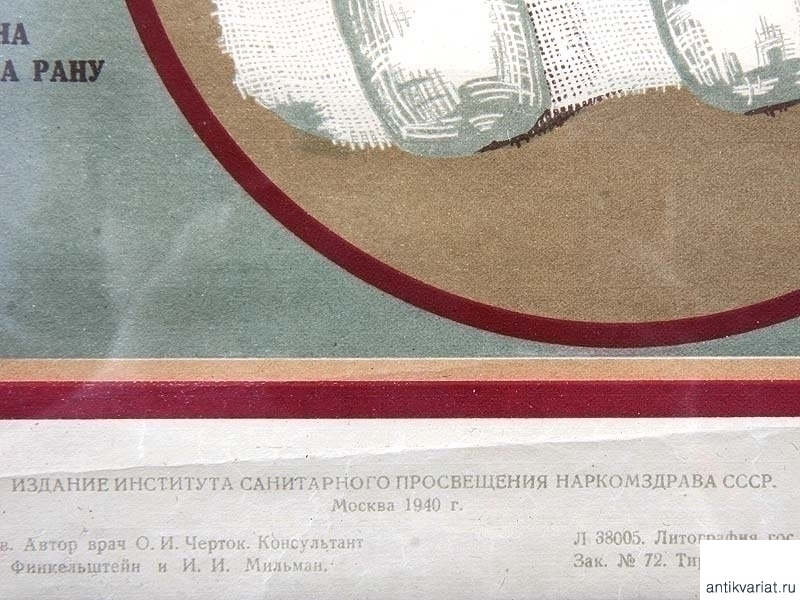 НА
А РАНУ
ИЗДАНИЕ ИНСТИТУТА САНИТАРНОГО ПРОСВЕЩЕНИЯ НАРКОМЗДРАВА СССР.
Москва 1940 г.
в. Автор врач О. И. Черток. Консультант
Финкельштейн и И. И. Мильман.
Л 38005. Литография гос
Зак. № 72. Тир
antikvariat.ru